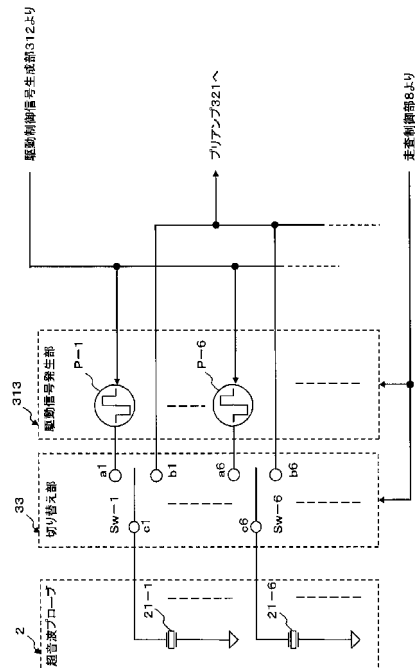 駆動制御信号生成部312より
プリアンプ321へ
走査制御部8より
313
駆動信号発生部
P-1
P-6
33
切り替え部
a1
Sw-1
b1
c1
a6
c6
Sw-6
b6
2
超音波プローブ
21-1
21-6